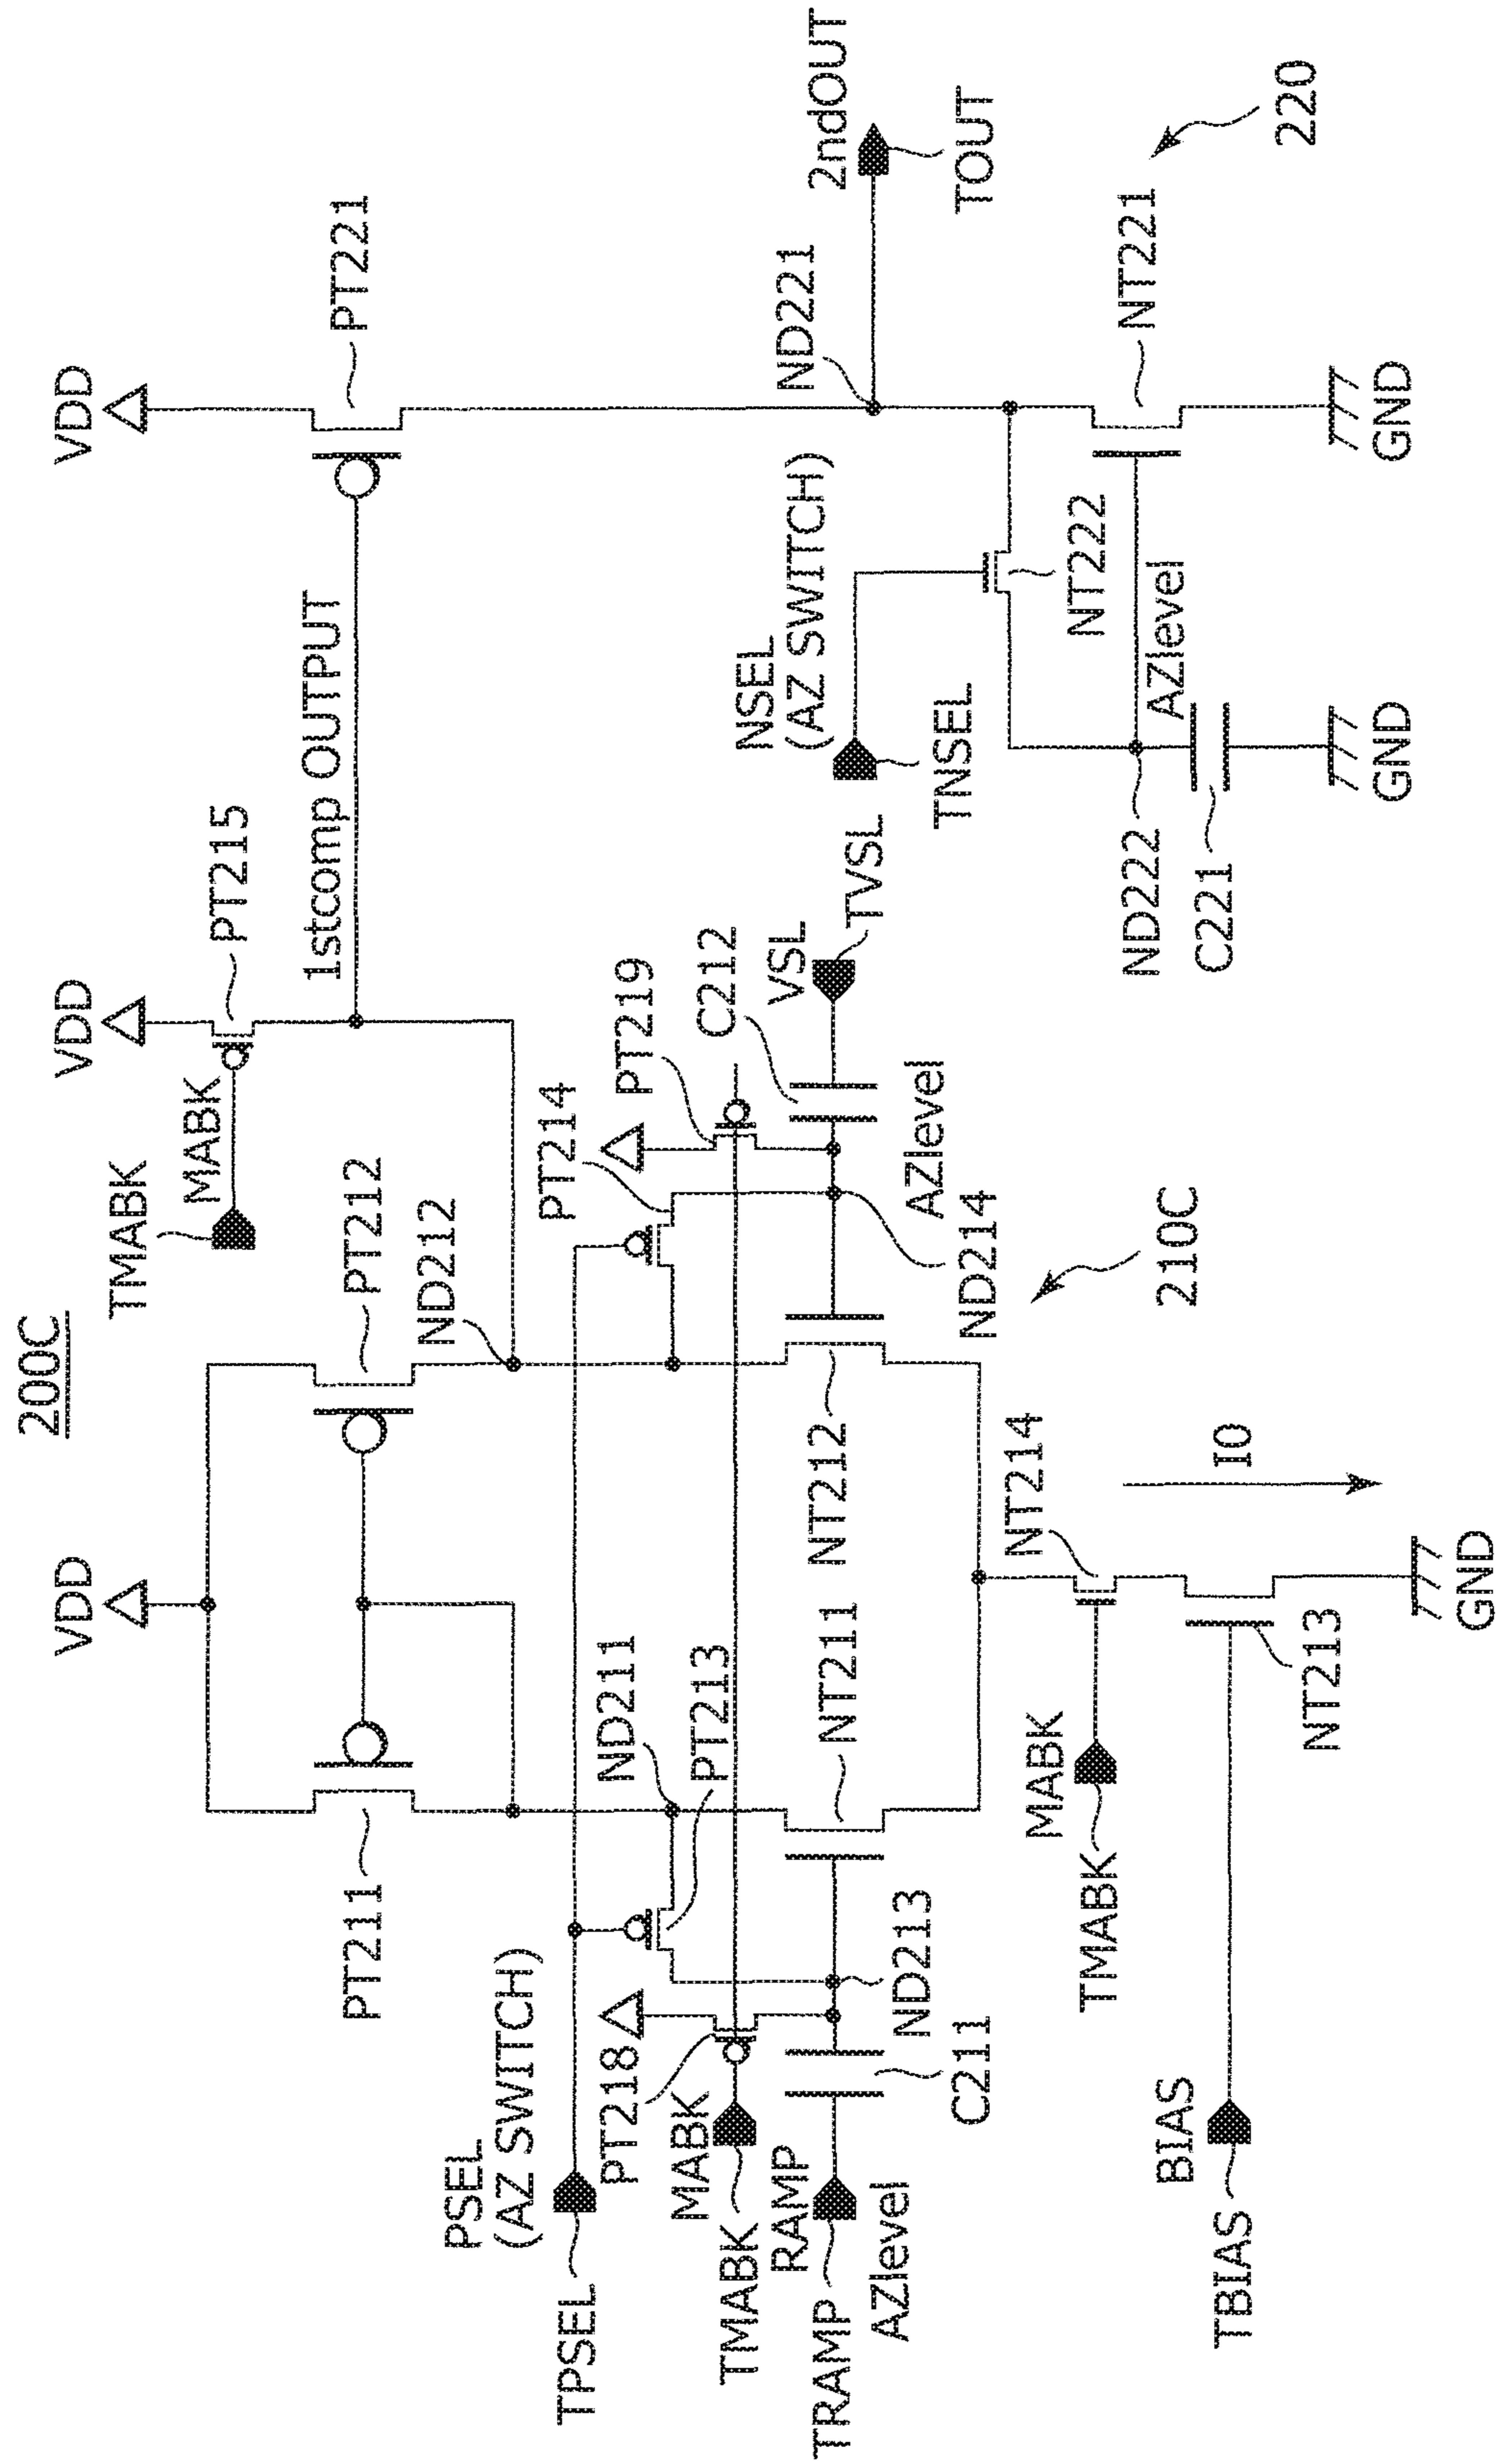 200C
VDD
VDD
VDD
TMABK
MABK
PT215
PT211
PT212
PT221
1stcomp OUTPUT
ND212
PSEL
(AZ SWITCH)
TPSEL
ND211
PT213
PT214
PT218
PT219
C212
MABK
TMABK
RAMP
TRAMP
AZlevel
C211
ND213
NT211
NT212
VSL
TVSL
AZlevel
ND214
NSEL
(AZ SWITCH)
TNSEL
ND221
2ndOUT
TOUT
NT222
NT221
AZlevel
ND222
C221
GND
GND
220
210C
NT214
MABK
TMABK
I0
BIAS
TBIAS
NT213
GND